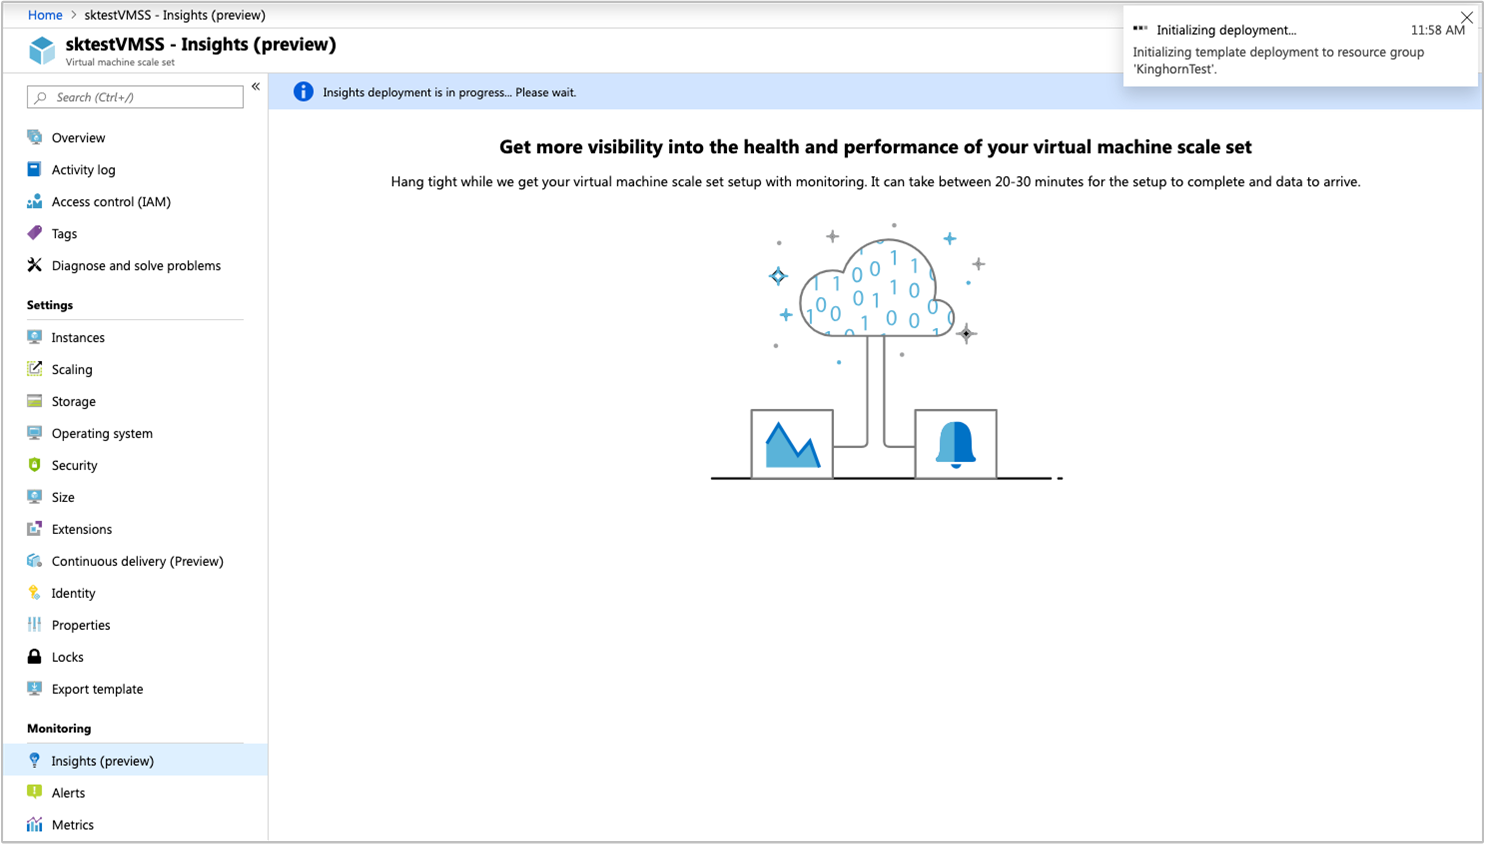 Home > sktestVMSS - Insights (preview)
sktestVMSS - Insights (preview)
Virtual machine scale set
Initializing deployment... 11:58 AM
Initializing template deployment to resource group
'KinghornTest'.
Search (Ctrl+/)
«
Overview
Activity log
Access control (IAM)
Tags
Diagnose and solve problems
Settings
Instances
Scaling
Storage
Operating system
Security
Size
Extensions
Continuous delivery (Preview)
Identity
Properties
Locks
Export template
Monitoring
Insights (preview)
Alerts
Metrics
Insights deployment is in progress... Please wait.
Get more visibility into the health and performance of your virtual machine scale set
Hang tight while we get your virtual machine scale set setup with monitoring. It can take between 20-30 minutes for the setup to complete and data to arrive.